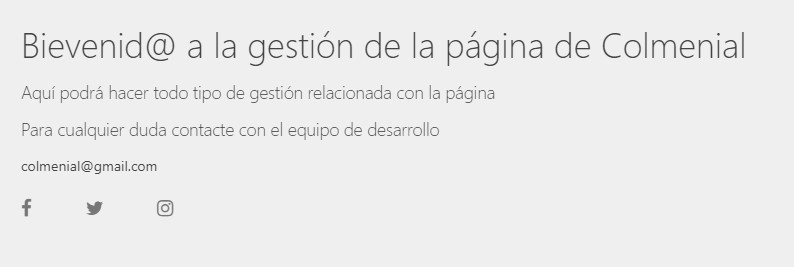 Bievenid@ a la gestión de la página de Colmenial
Aquí podrá hacer todo tipo de gestión relacionada con la página
Para cualquier duda contacte con el equipo de desarrollo
colmenial@gmail.com